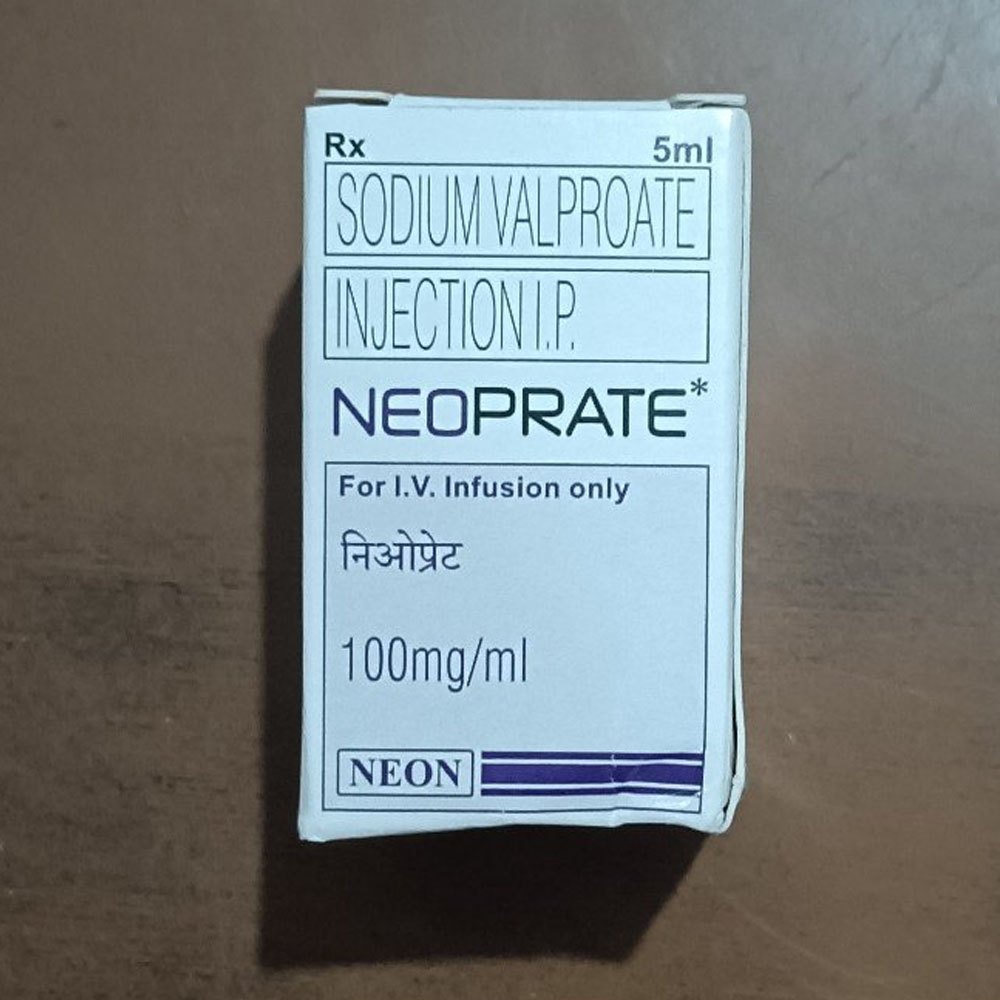 Rx 5ml
SODIUM VALPROATE
INJECTION I.P.
NEOPRATE*
For I.V. Infusion only
निओप्रेट
100mg/ml
NEON